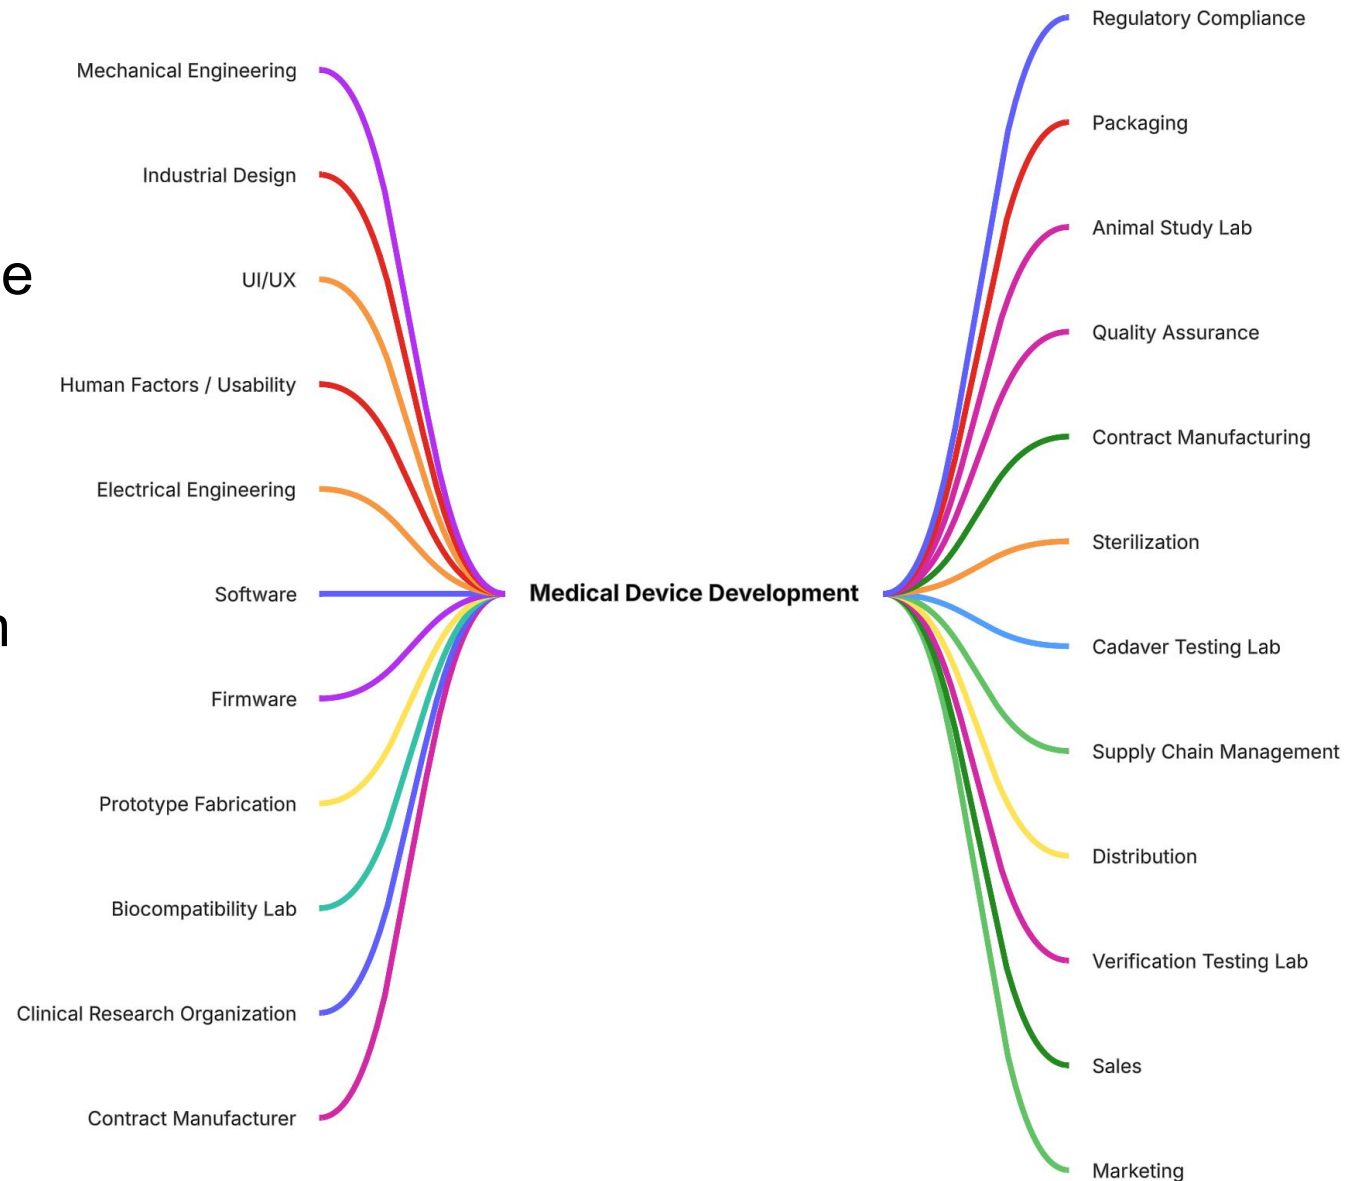 Mechanical Engineering
Industrial Design
UI/UX
Human Factors / Usability
Electrical Engineering
Software
Firmware
Prototype Fabrication
Biocompatibility Lab
Clinical Research Organization
Contract Manufacturer
e
Medical Device Development
Regulatory Compliance
Packaging
Animal Study Lab
Quality Assurance
Contract Manufacturing
Sterilization
Cadaver Testing Lab
Supply Chain Management
Distribution
Verification Testing Lab
Sales
Marketing